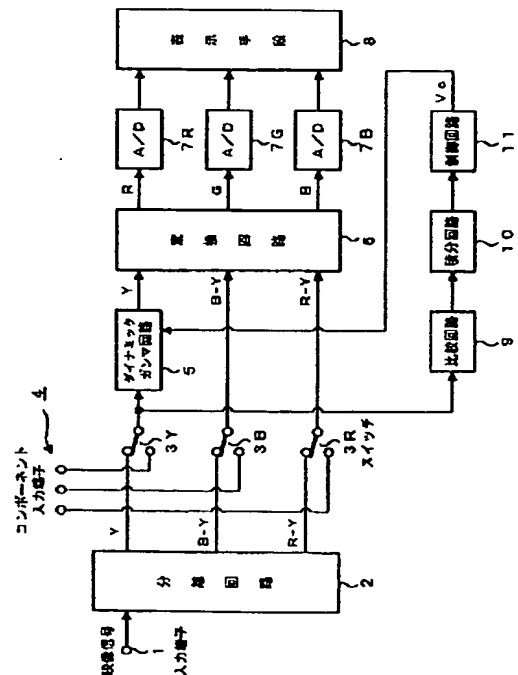 映像信号
入力端子
1
分離回路
2
コンポーネント
入力端子
4
Y
B-Y
R-Y
3Y
3B
3R
スイッチ
ダイナミック
ガンマ回路
5
Y
B-Y
R-Y
変換回路
6
R
G
B
A/D
7R
A/D
7G
A/D
7B
表示手段
8
比較回路
9
積分回路
10
制御回路
11
Vc